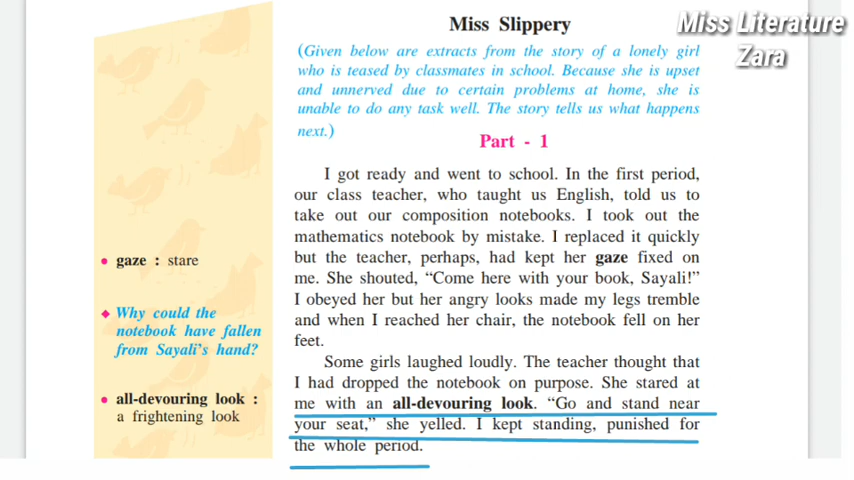 Miss Slippery
Miss Literature
Zara
(Given below are extracts from the story of a lonely girl
who is teased by classmates in school. Because she is upset
and unnerved due to certain problems at home, she is
unable to do any task well. The story tells us what happens
next.)
Part - 1
I got ready and went to school. In the first period,
our class teacher, who taught us English, told us to
take out our composition notebooks. I took out the
mathematics notebook by mistake. I replaced it quickly
but the teacher, perhaps, had kept her gaze fixed on
me. She shouted, “Come here with your book, Sayali!”
I obeyed her but her angry looks made my legs tremble
and when I reached her chair, the notebook fell on her
feet.
Some girls laughed loudly. The teacher thought that
I had dropped the notebook on purpose. She stared at
me with an all-devouring look. “Go and stand near
your seat,” she yelled. I kept standing, punished for
the whole period.
• gaze : stare
◆ Why could the
notebook have fallen
from Sayali’s hand?
• all-devouring look :
a frightening look